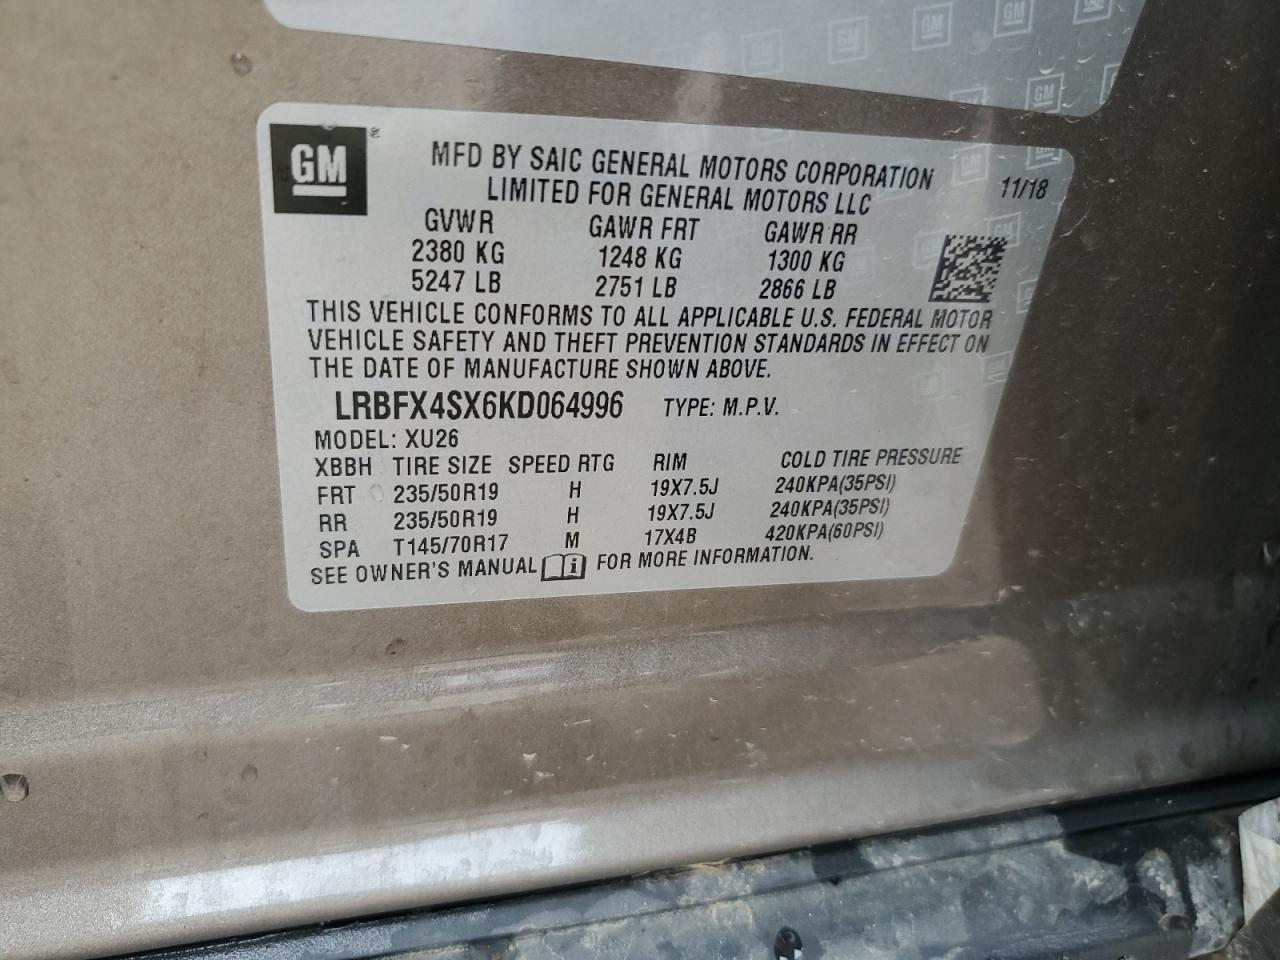 GM®
MFD BY SAIC GENERAL MOTORS CORPORATION
LIMITED FOR GENERAL MOTORS LLC
11/18
GVWR GAWR FRT GAWR RR
2380 KG 1248 KG 1300 KG
5247 LB 2751 LB 2866 LB
THIS VEHICLE CONFORMS TO ALL APPLICABLE U.S. FEDERAL MOTOR
VEHICLE SAFETY AND THEFT PREVENTION STANDARDS IN EFFECT ON
THE DATE OF MANUFACTURE SHOWN ABOVE.
LRBFX4SX6KD064996 TYPE: M.P.V.
MODEL: XU26
XBBH TIRE SIZE SPEED RTG RIM COLD TIRE PRESSURE
FRT 235/50R19 H 19X7.5J 240KPA(35PSI)
RR 235/50R19 H 19X7.5J 240KPA(35PSI)
SPA T145/70R17 M 17X4B 420KPA(60PSI)
SEE OWNER'S MANUAL i FOR MORE INFORMATION.